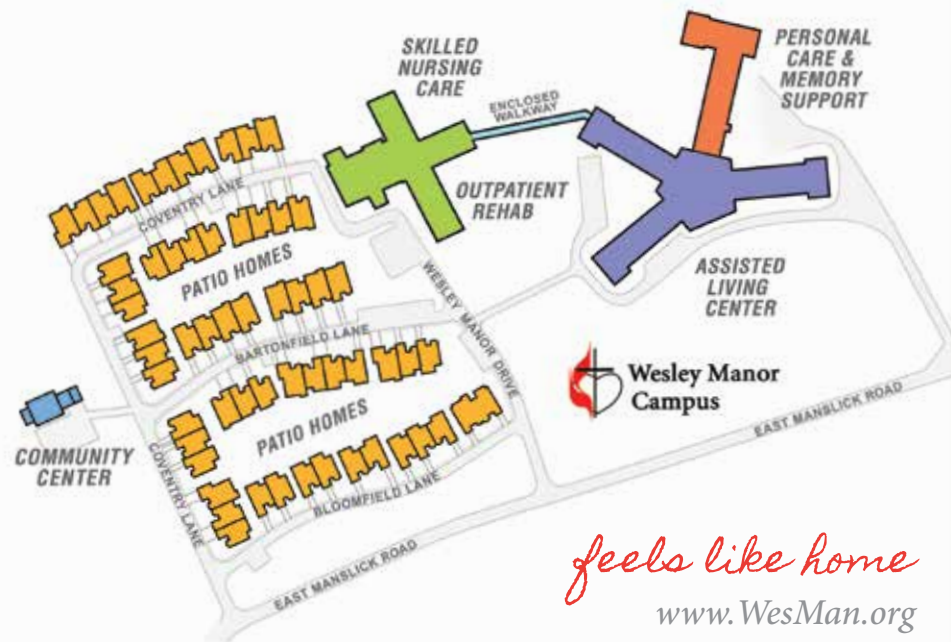 SKILLED
NURSING
CARE
PERSONAL
CARE &
MEMORY
SUPPORT
ENCLOSED
WALKWAY
COVENTRY LANE
OUTPATIENT
REHAB
PATIO HOMES
WESLEY MANOR DRIVE
ASSISTED
LIVING
CENTER
BARTONFIELD LANE
Wesley Manor
Campus
PATIO HOMES
EAST MANSLICK ROAD
COMMUNITY
CENTER
COVENTRY LANE
BLOOMFIELD LANE
EAST MANSLICK ROAD
feels like home
www.WesMan.org